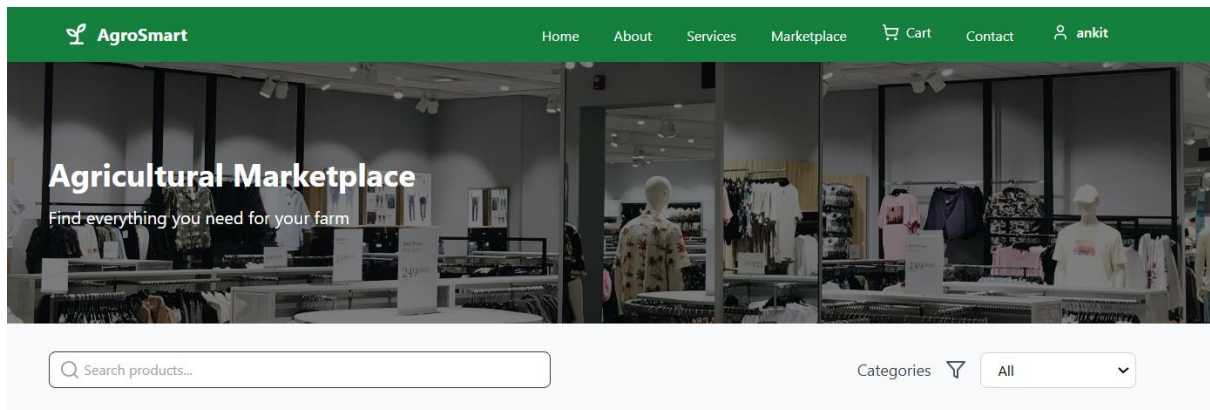 AgroSmart
Home About Services Marketplace Cart Contact ankit
Agricultural Marketplace
Find everything you need for your farm
Search products...
Categories All